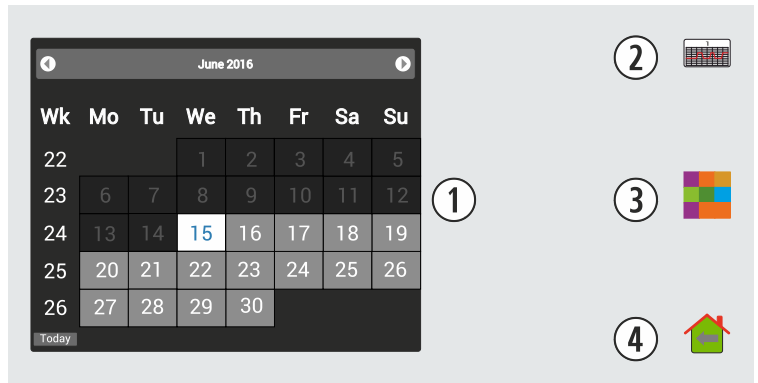 June 2016
Wk Mo Tu We Th Fr Sa Su
22 1 2 3 4 5
23 6 7 8 9 10 11 12
24 13 14 15 16 17 18 19
25 20 21 22 23 24 25 26
26 27 28 29 30
Today
1
2
1
3
4